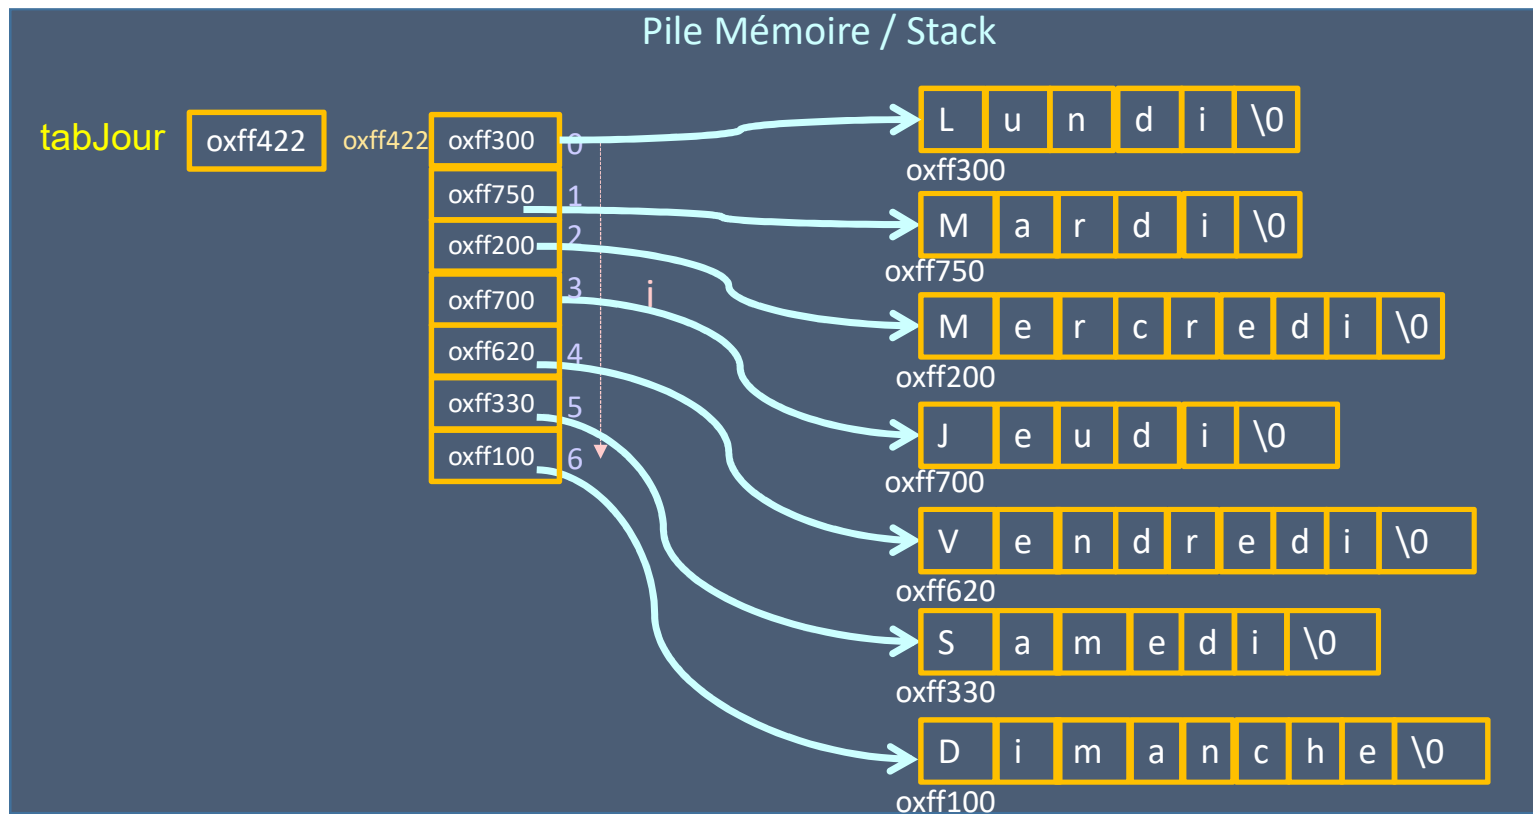 Pile Mémoire / Stack
tabJour oxff422 oxff422 oxff300 0 L u n d i \0
oxff300
oxff750 1 M a r d i \0
oxff750
oxff200 2 M e r c r e d i \0
oxff200
oxff700 3 i J e u d i \0
oxff700
oxff620 4 V e n d r e d i \0
oxff620
oxff330 5 S a m e d i \0
oxff330
oxff100 6 D i m a n c h e \0
oxff100